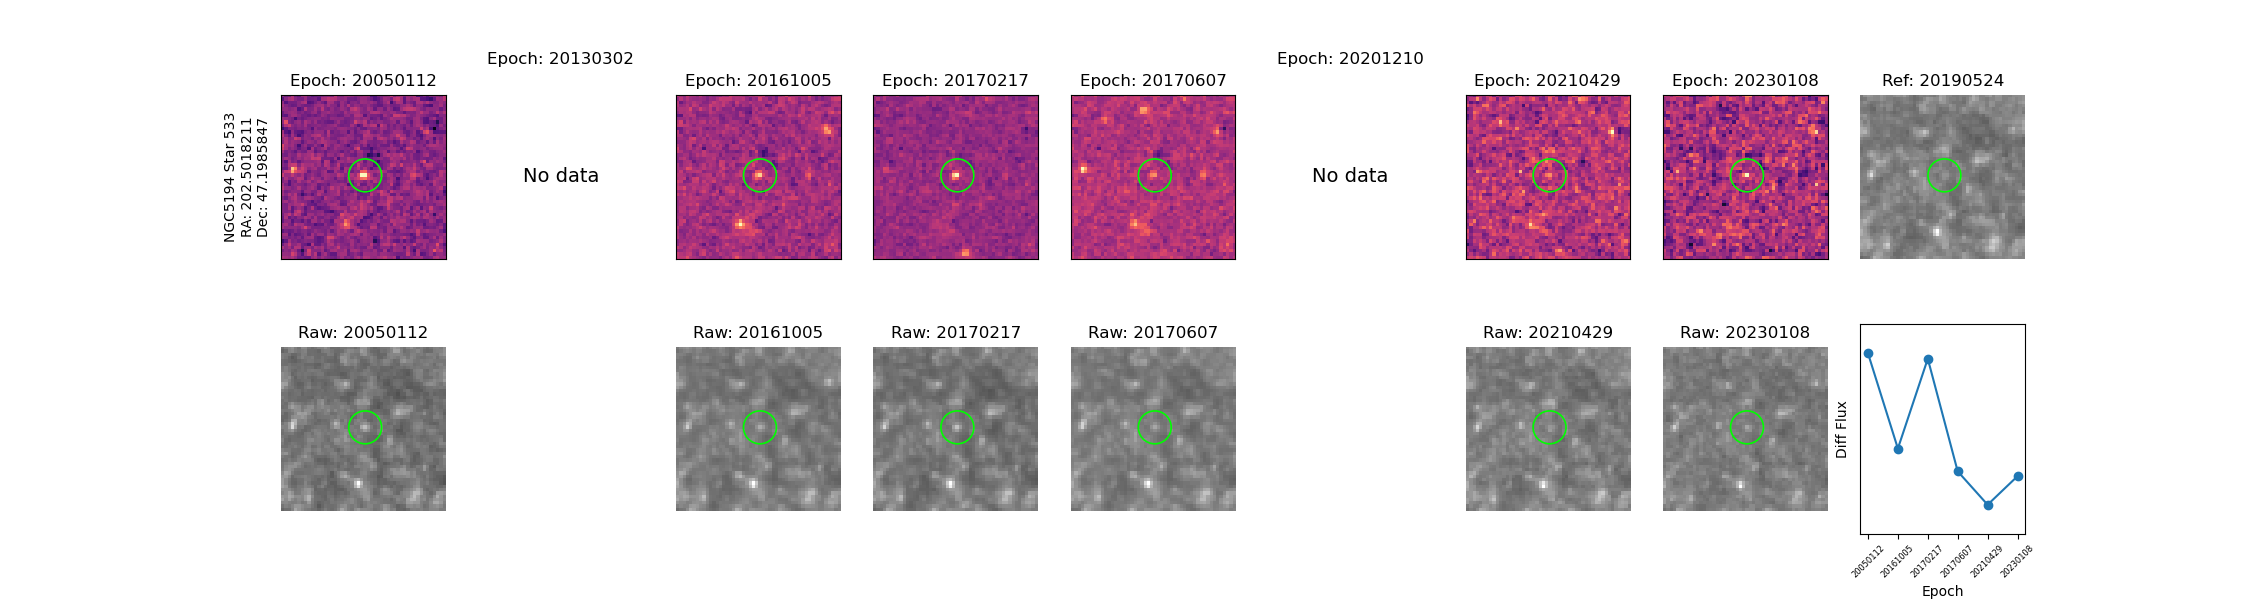 Epoch: 20130302
Epoch: 20201210
Epoch: 20050112
Epoch: 20161005
Epoch: 20170217
Epoch: 20170607
Epoch: 20210429
Epoch: 20230108
Ref: 20190524
NGC5194 Star 533
RA: 202.5018211
Dec: 47.1985847
No data
No data
Raw: 20050112
Raw: 20161005
Raw: 20170217
Raw: 20170607
Raw: 20210429
Raw: 20230108
Diff Flux
20050112
20161005
20170217
20170607
20210429
20230108
Epoch